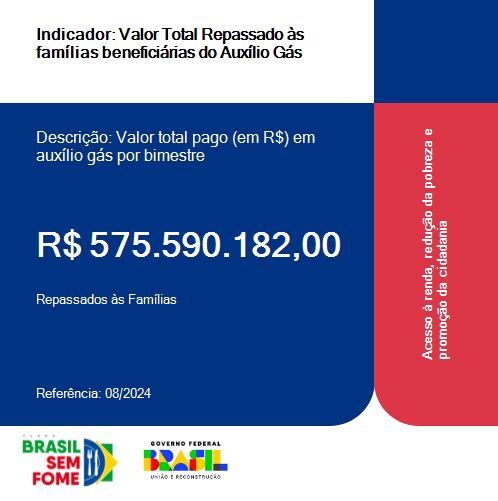 Indicador: Valor Total Repassado às
famílias beneficiárias do Auxílio Gás
Descrição: Valor total pago (em R$) em
auxílio gás por bimestre
R$ 575.590.182,00
Repassados às Famílias
Referência: 08/2024
Acesso à renda, redução da pobreza e
promoção da cidadania
PLANO
BRASIL
SEM
FOME
GOVERNO FEDERAL
BRASIL
UNIÃO E RECONSTRUÇÃO